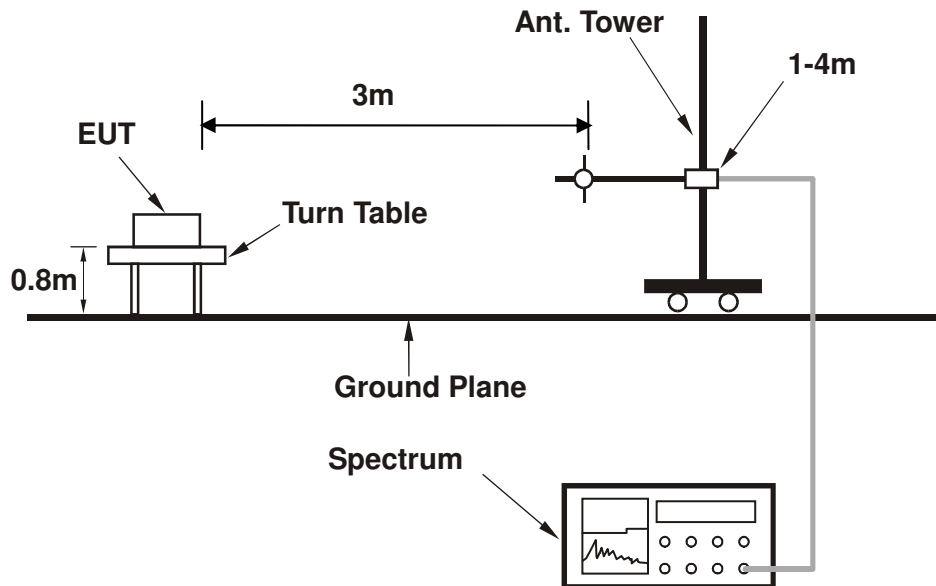 Ant. Tower
1-4m
3m
EUT
Turn Table
0.8m
Ground Plane
Spectrum